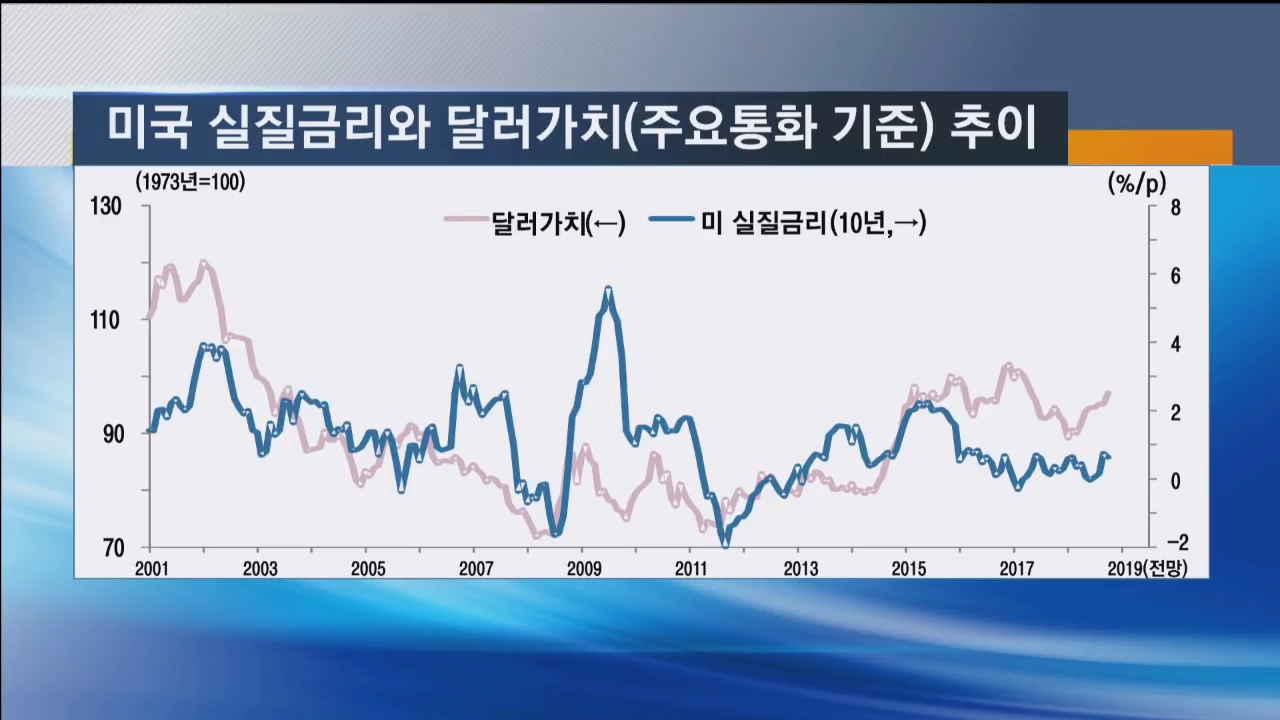 미국 실질금리와 달러가치(주요통화 기준) 추이
(1973년=100)
(%/p)
달러가치(←)
미 실질금리(10년,→)
130
110
90
70
8
6
4
2
0
-2
2001 2003 2005 2007 2009 2011 2013 2015 2017 2019(전망)